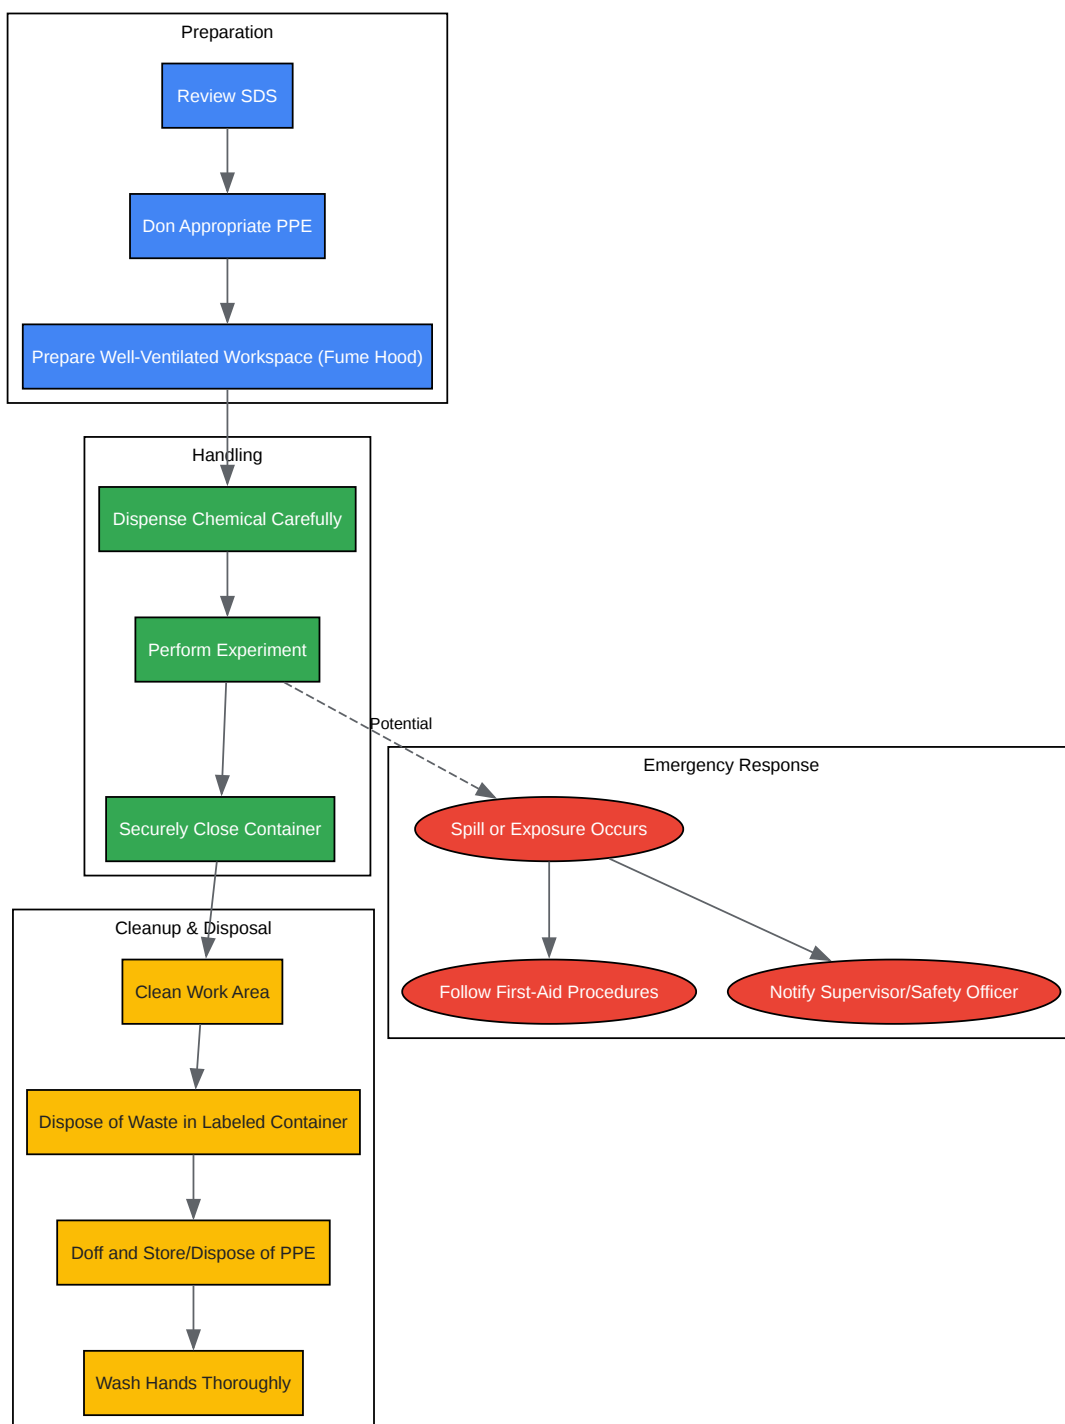 Preparation
Review SDS
Don Appropriate PPE
Prepare Well-Ventilated Workspace (Fume Hood)
Handling
Dispense Chemical Carefully
Perform Experiment
Potential
Securely Close Container
Emergency Response
Spill or Exposure Occurs
Follow First-Aid Procedures
Notify Supervisor/Safety Officer
Cleanup & Disposal
Clean Work Area
Dispose of Waste in Labeled Container
Doff and Store/Dispose of PPE
Wash Hands Thoroughly